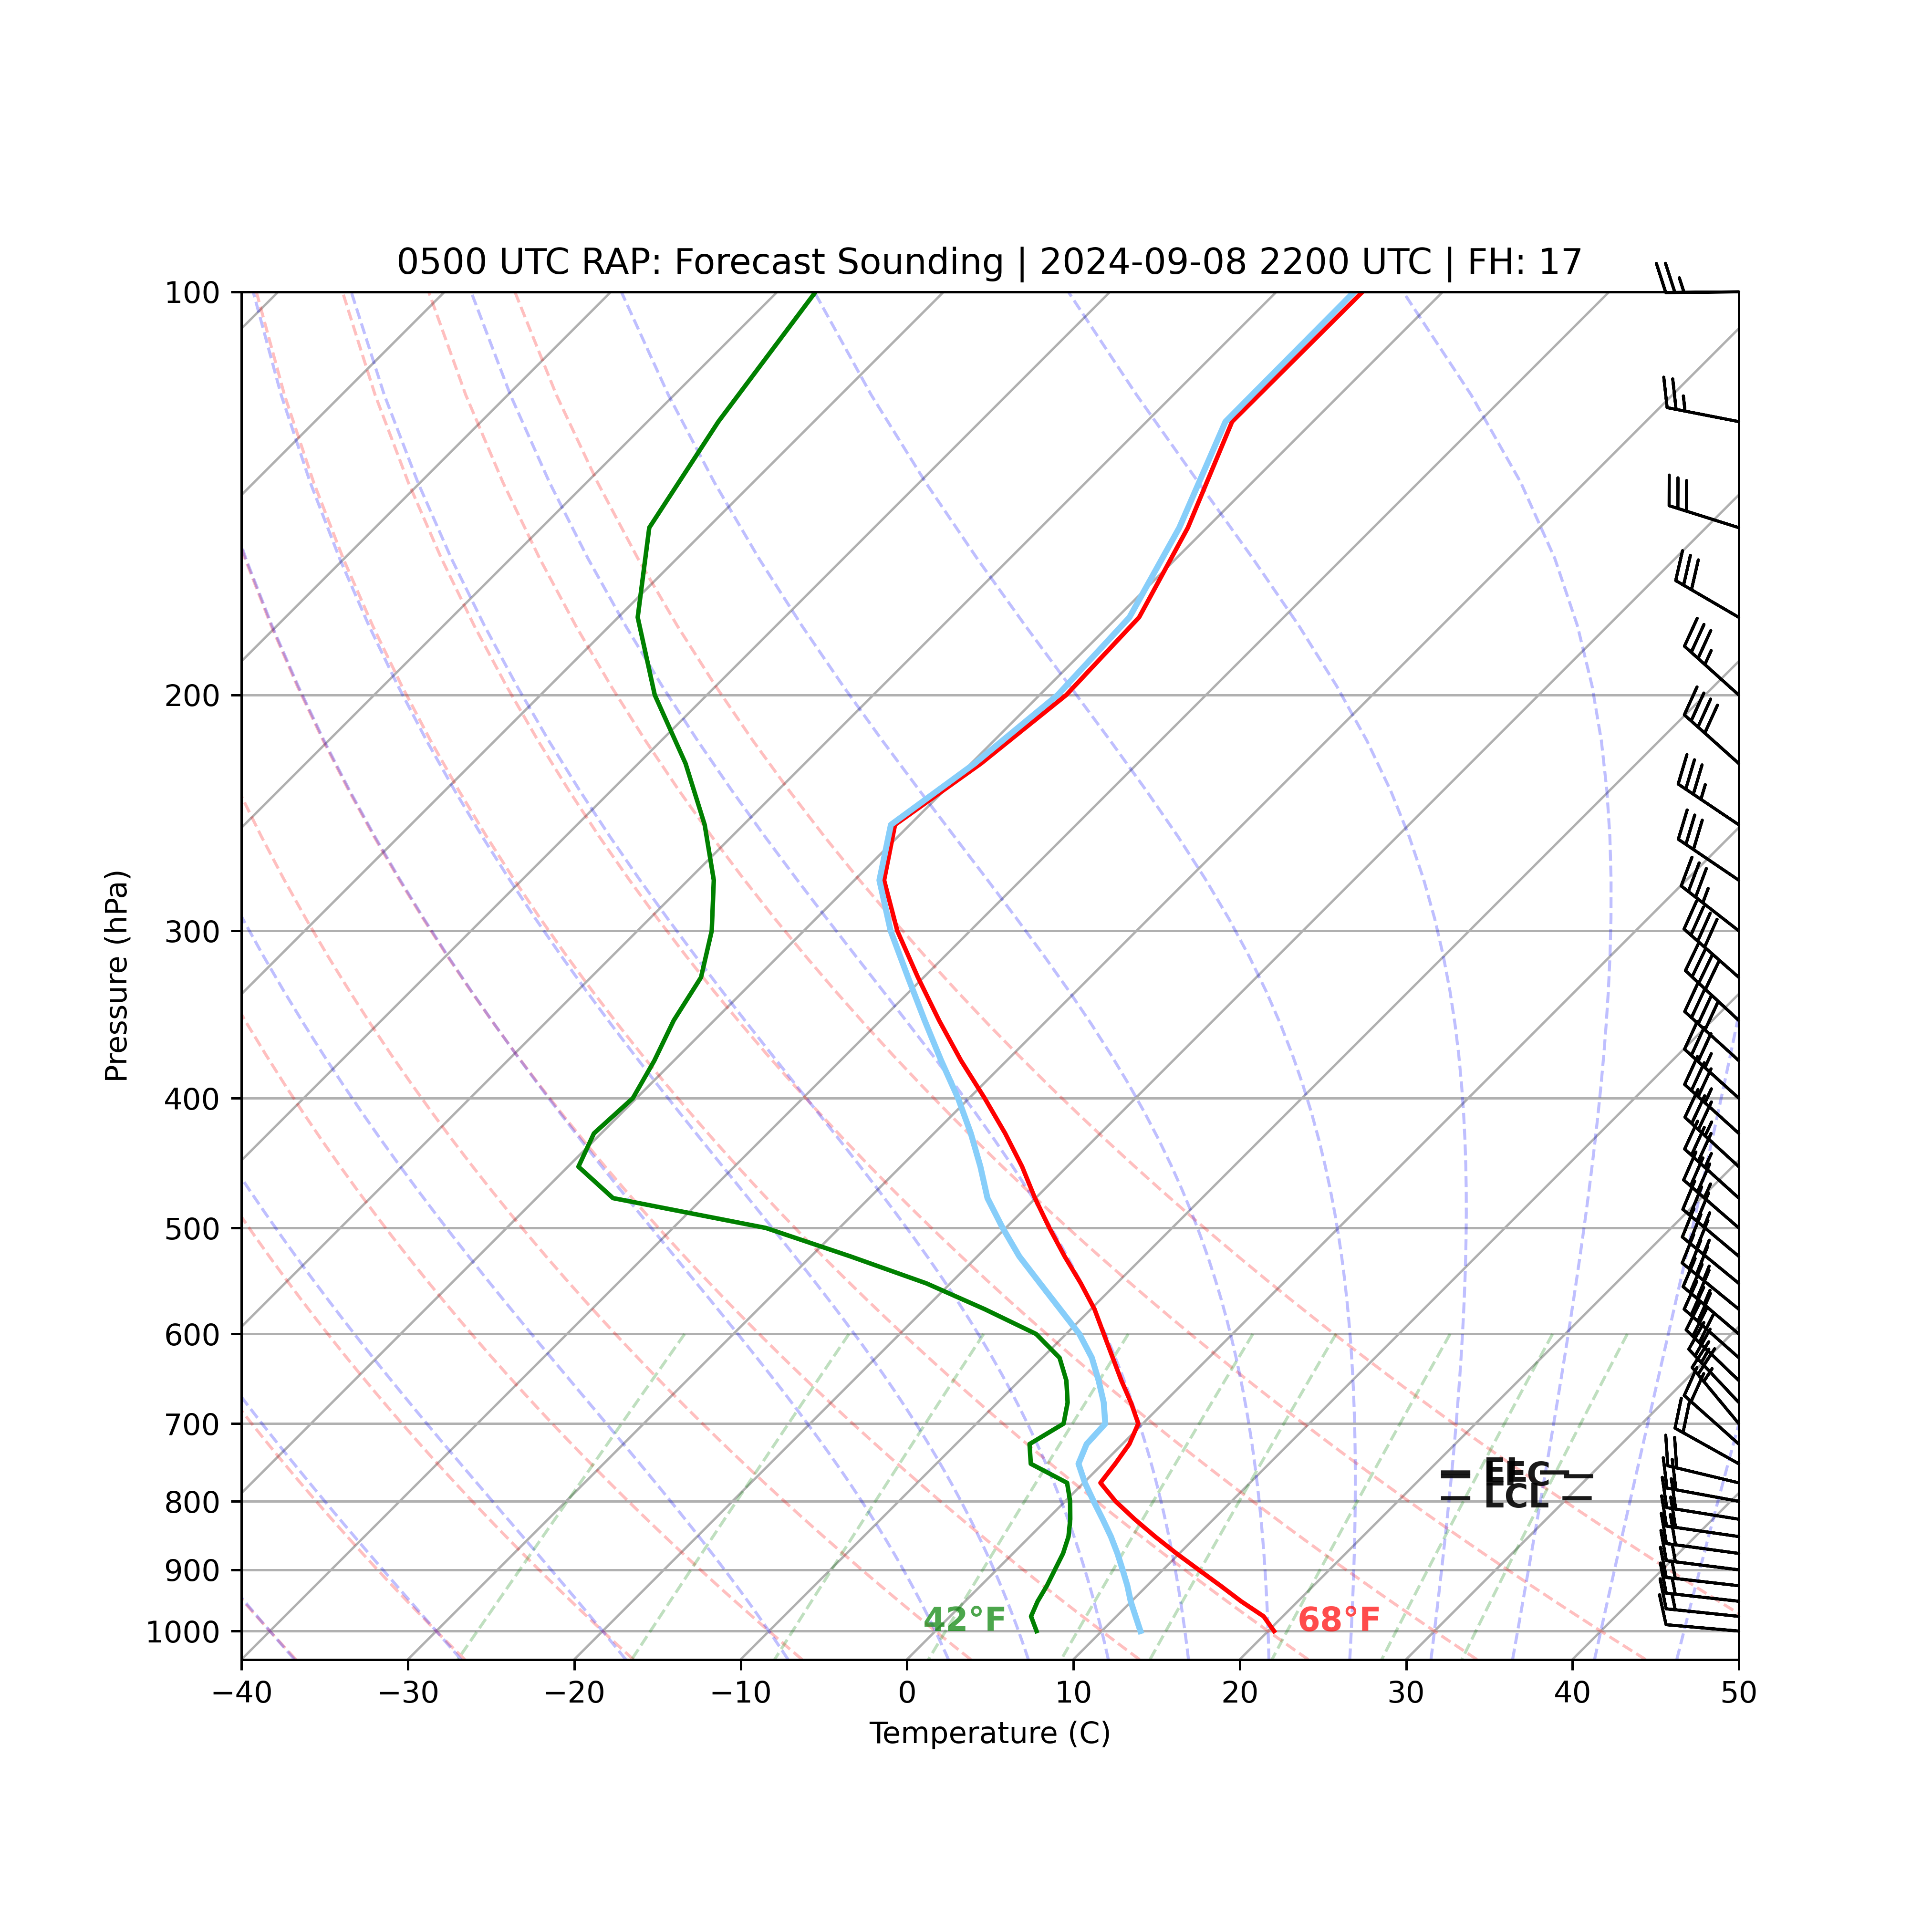 0500 UTC RAP: Forecast Sounding | 2024-09-08 2200 UTC | FH: 17
100
200
300
400
500
600
700
800
900
1000
Pressure (hPa)
LCL
42°F
68°F
−40 −30 −20 −10 0 10 20 30 40 50
Temperature (C)